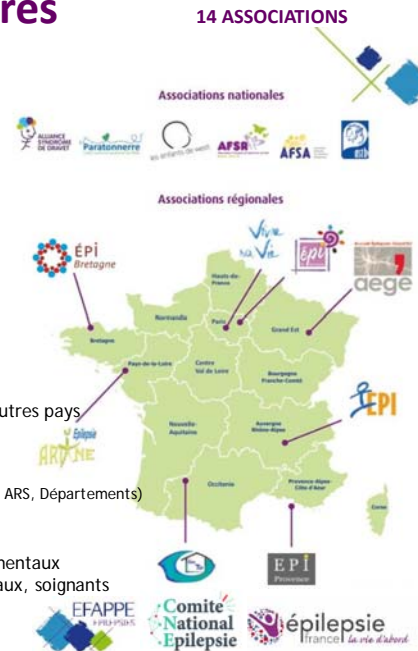 res
14 ASSOCIATIONS
Associations nationales
ALLIANCE
SYNDROME
DE DRAVET
Paratonnerre
les enfants de west
AFSR
AFSA
Associations régionales
ÉPI
Bretagne
Vivre
sa Vie
épi
aege
Hauts-de-
France
Normandie
Paris
Grand Est
Bretagne
Pays-de-la-Loire
Centre
Val de Loire
Bourgogne
Franche-Comté
utres pays
EPI
Epilepsie
ARIANE
Nouvelle-
Aquitaine
Auvergne
Rhône-Alpes
ARS, Départements)
Occitanie
Provence-Alpes-
Côte d'Azur
Corse
nentaux
aux, soignants
EPI
Provence
EFAPPE
EPILEPSIES
Comité
National
Epilepsie
épilepsie
france
la vie d'abord